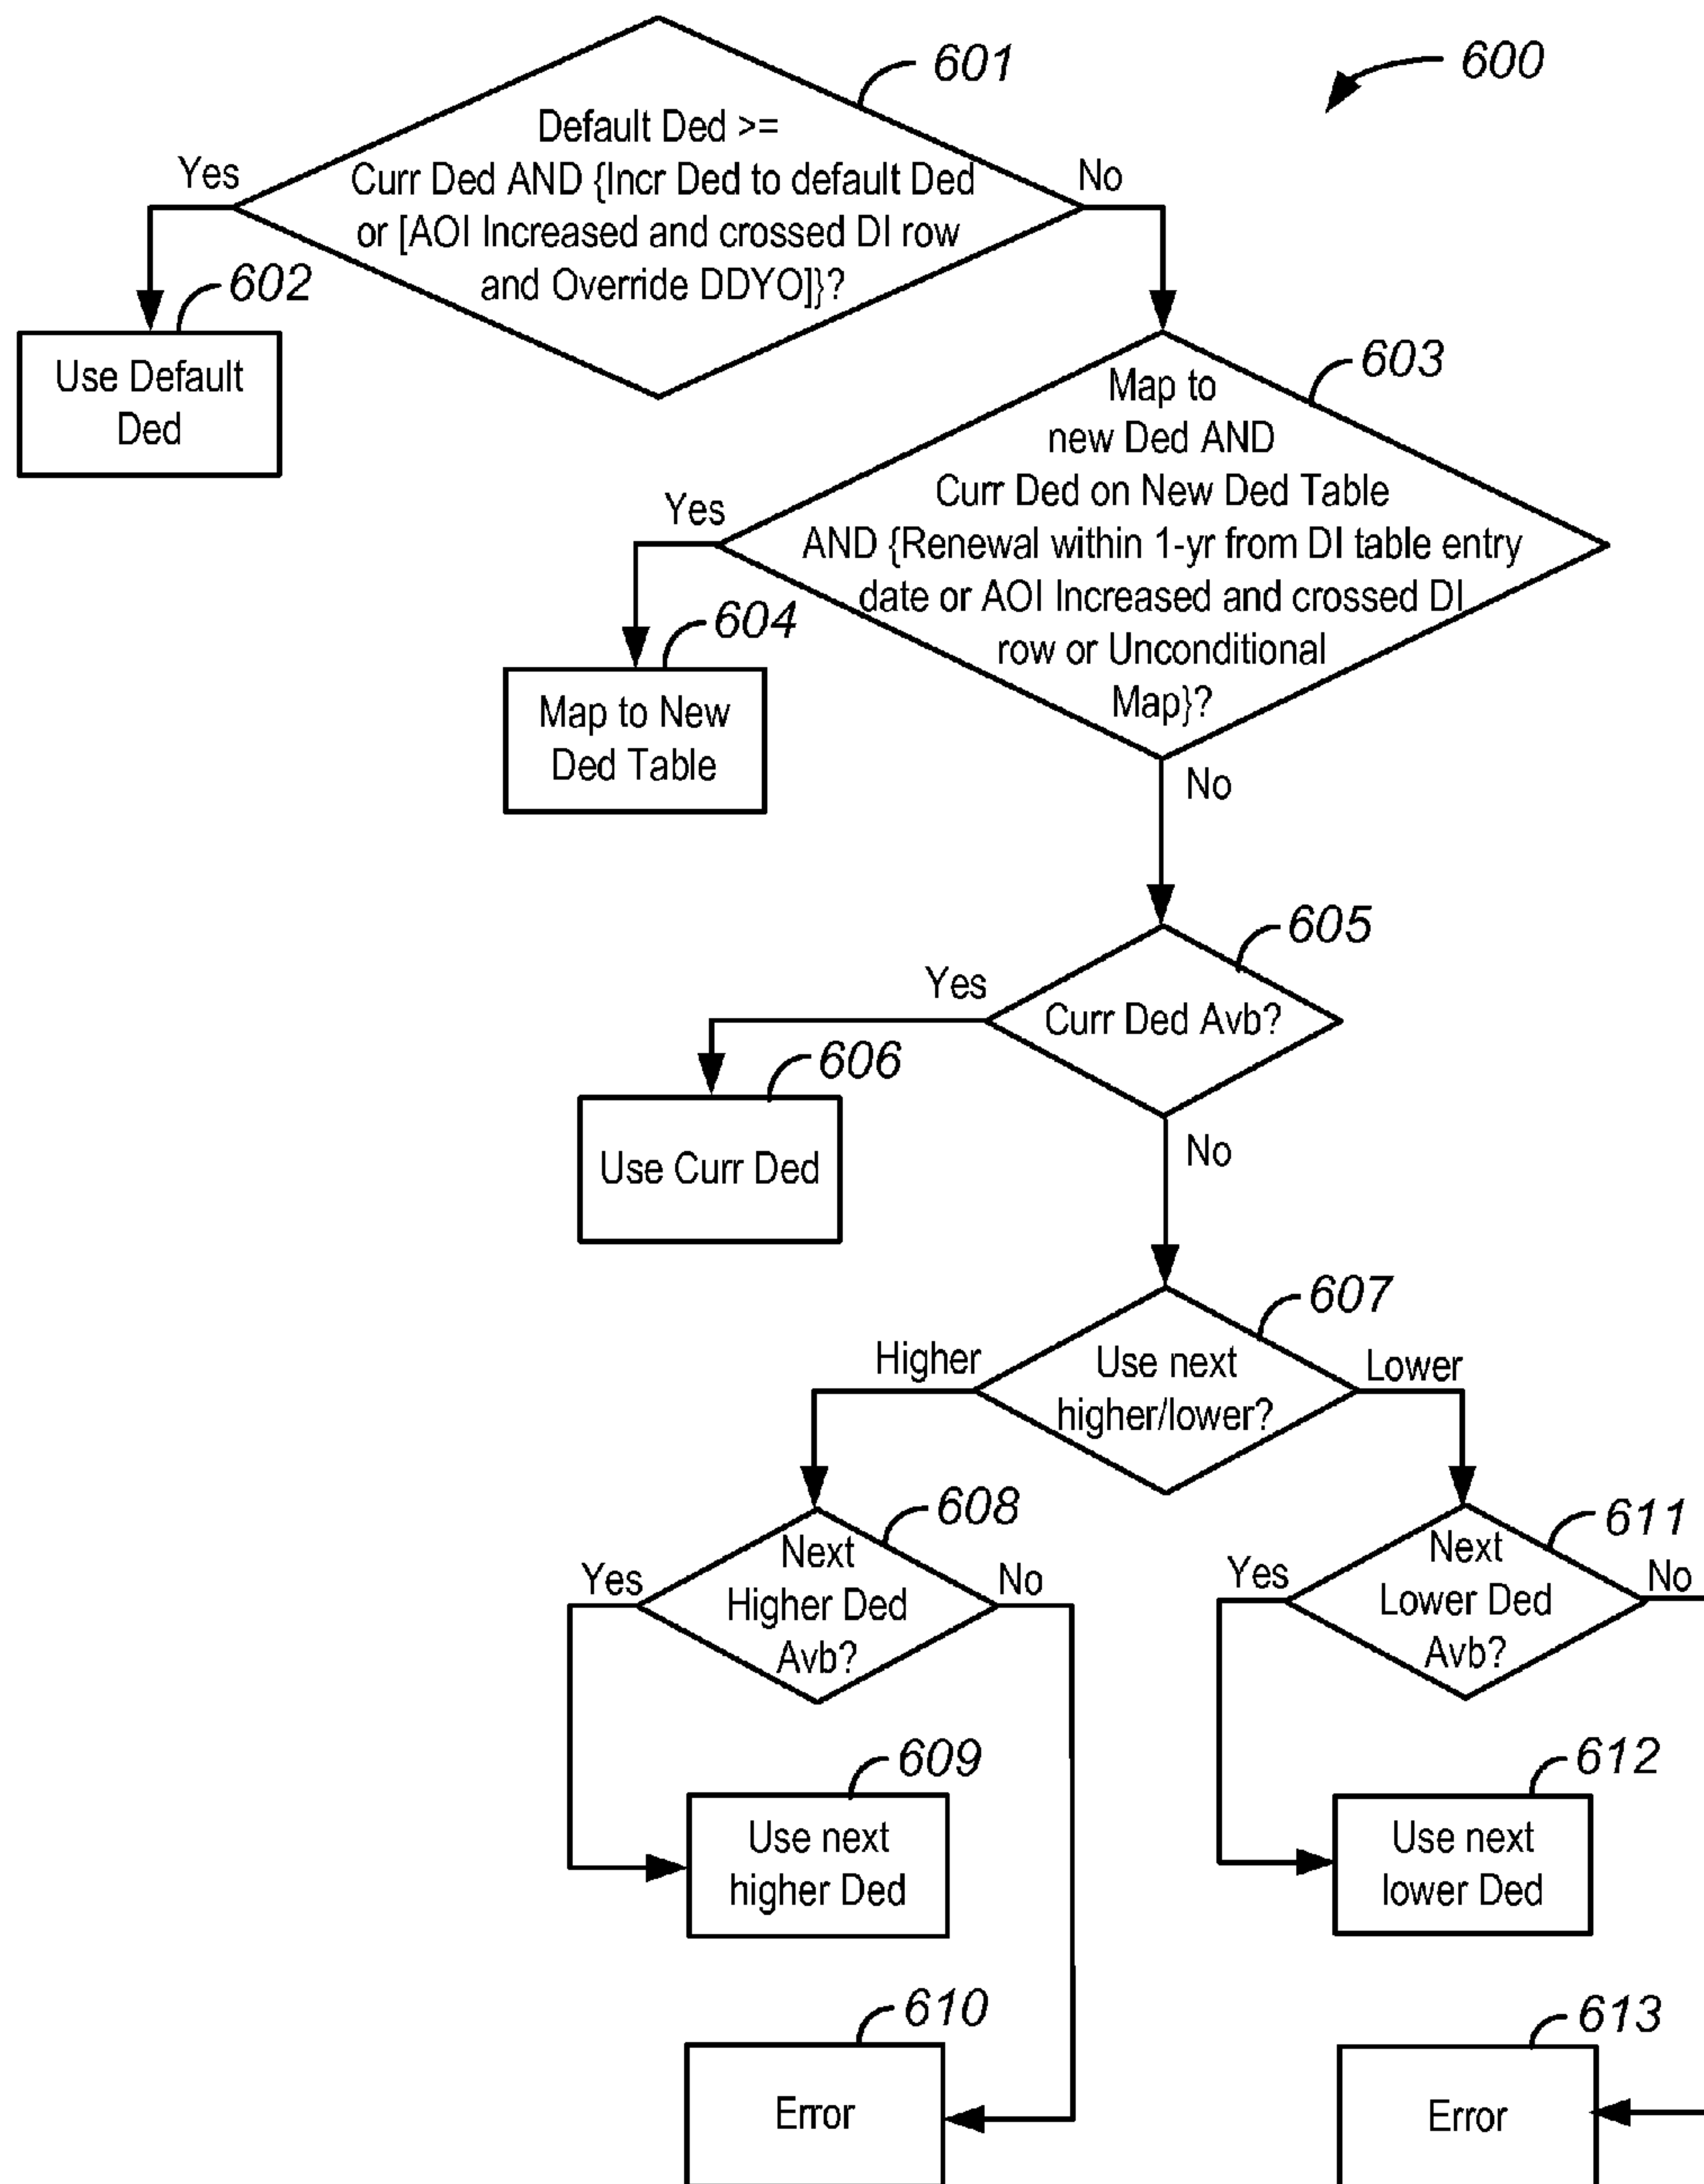 601
600
Default Ded >=
Curr Ded AND {Incr Ded to default Ded
or [AOI Increased and crossed DI row
and Override DDYO]}?
Yes
No
602
Use Default
Ded
603
Map to
new Ded AND
Curr Ded on New Ded Table
AND {Renewal within 1-yr from DI table entry
date or AOI Increased and crossed DI
row or Unconditional
Map}?
Yes
604
Map to New
Ded Table
No
605
Yes
Curr Ded Avb?
606
Use Curr Ded
No
607
Higher
Use next
higher/lower?
Lower
608
Yes
Next
Higher Ded
Avb?
No
611
Yes
Next
Lower Ded
Avb?
No
609
Use next
higher Ded
612
Use next
lower Ded
610
Error
613
Error